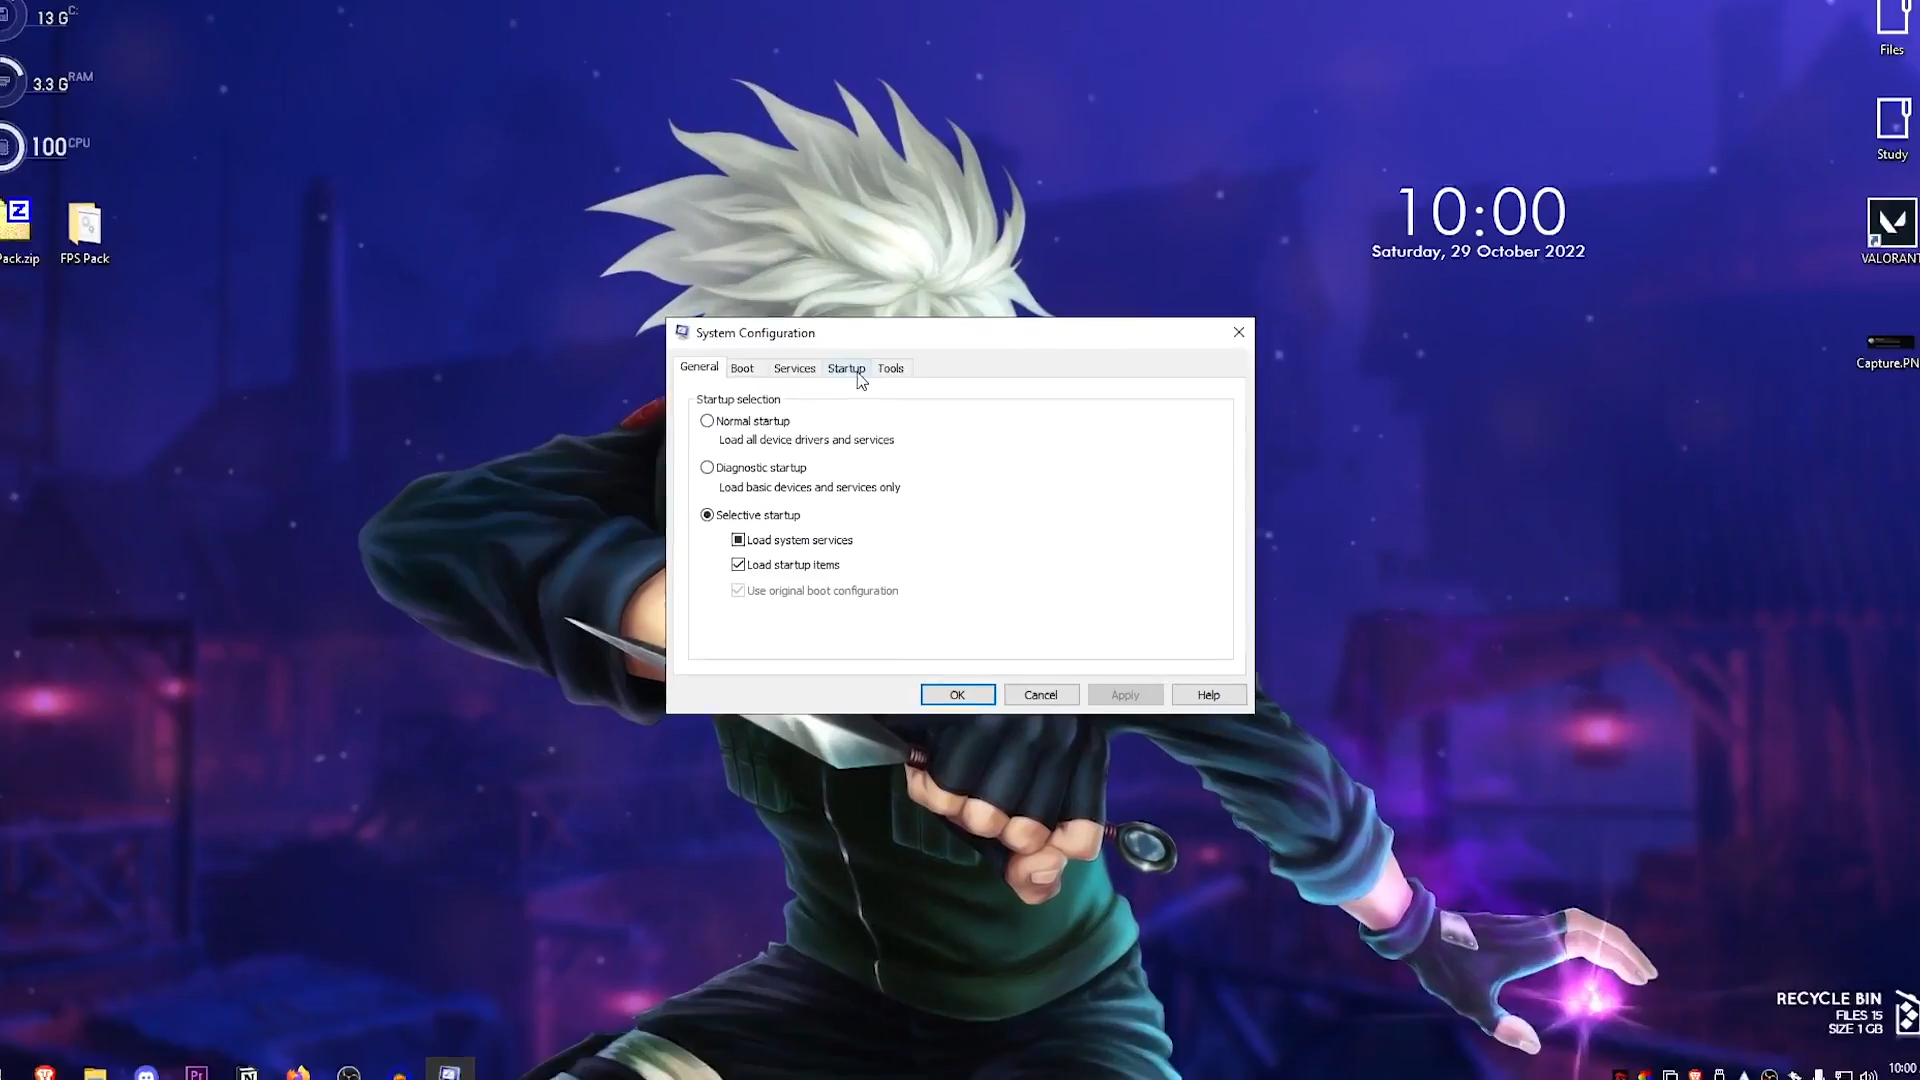 13 G C:
3.3 G RAM
100 CPU
Pack.zip
FPS Pack
Files
Study
10:00
Saturday, 29 October 2022
VALORANT
Capture.PN
System Configuration
General Boot Services Startup Tools
Startup selection
Normal startup
Load all device drivers and services
Diagnostic startup
Load basic devices and services only
Selective startup
Load system services
Load startup items
Use original boot configuration
OK Cancel Apply Help
RECYCLE BIN
FILES 15
SIZE 1 GB
Pr
10:00